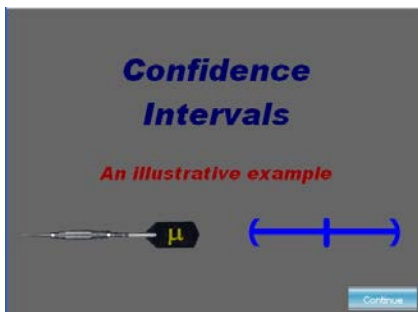 Confidence
Intervals
An illustrative example
μ
Continue